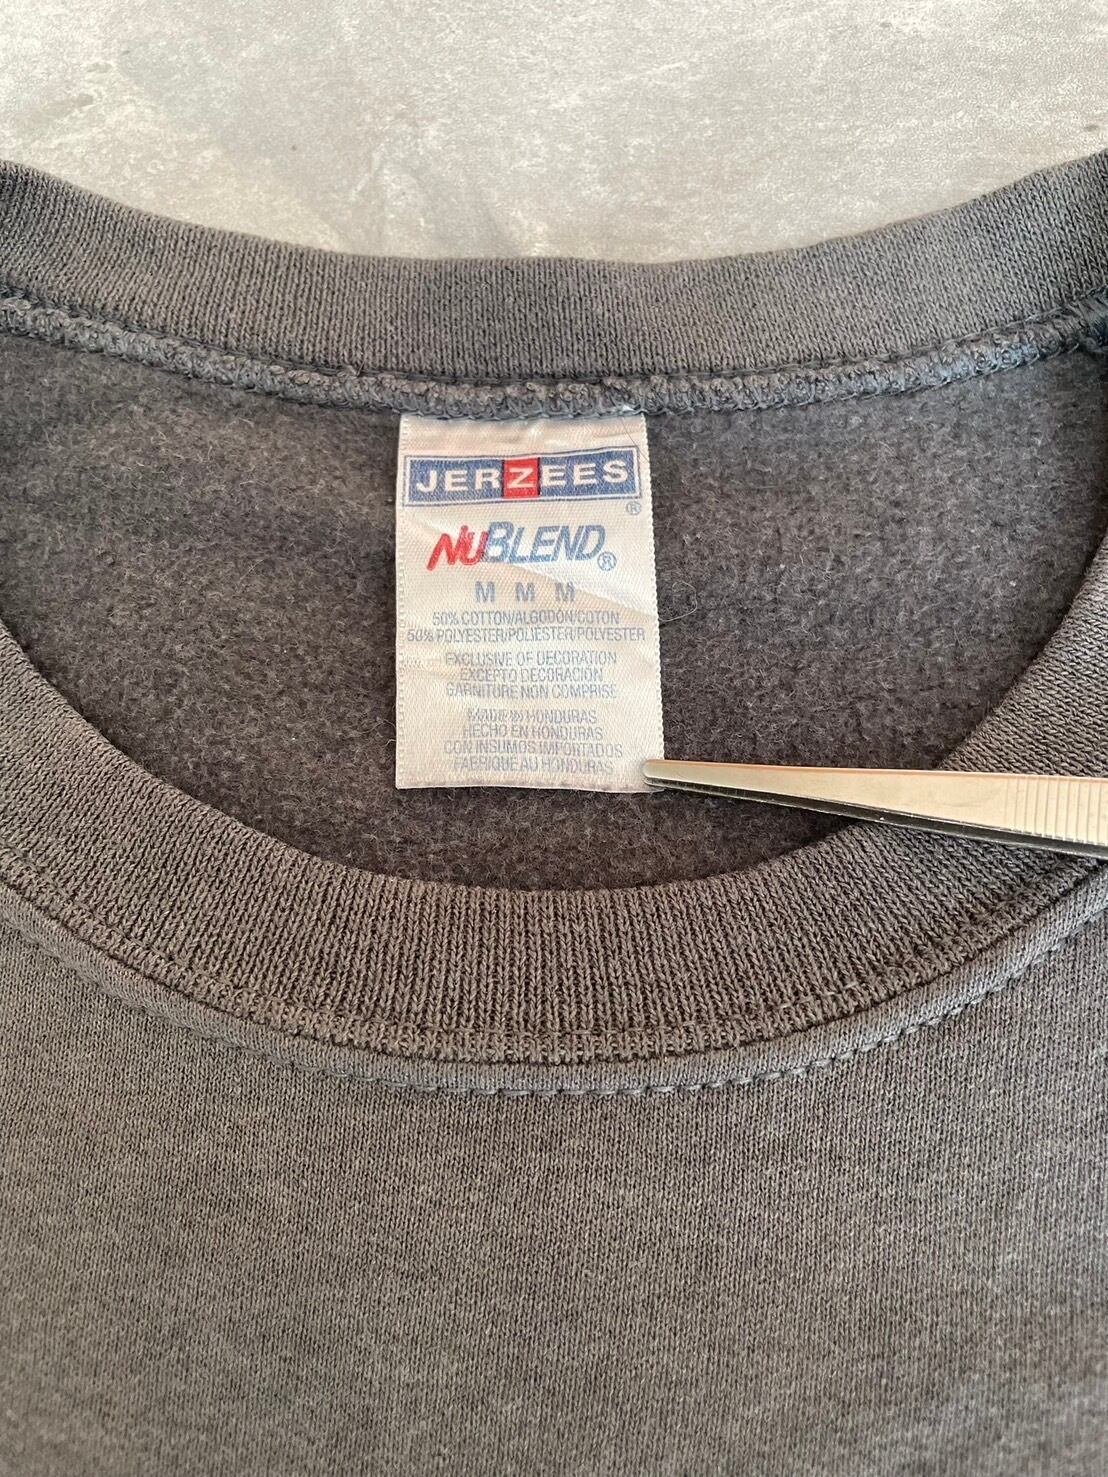 JERZEES
®
NUBLEND®
M M M
50% COTTON/ALGODÓN/COTON
50% POLYESTER/POLIESTER/POLYESTER
EXCLUSIVE OF DECORATION
EXCEPTO DECORACION
GARNITURE NON COMPRISE
MADE IN HONDURAS
HECHO EN HONDURAS
CON INSUMOS IMPORTADOS
FABRIQUE AU HONDURAS